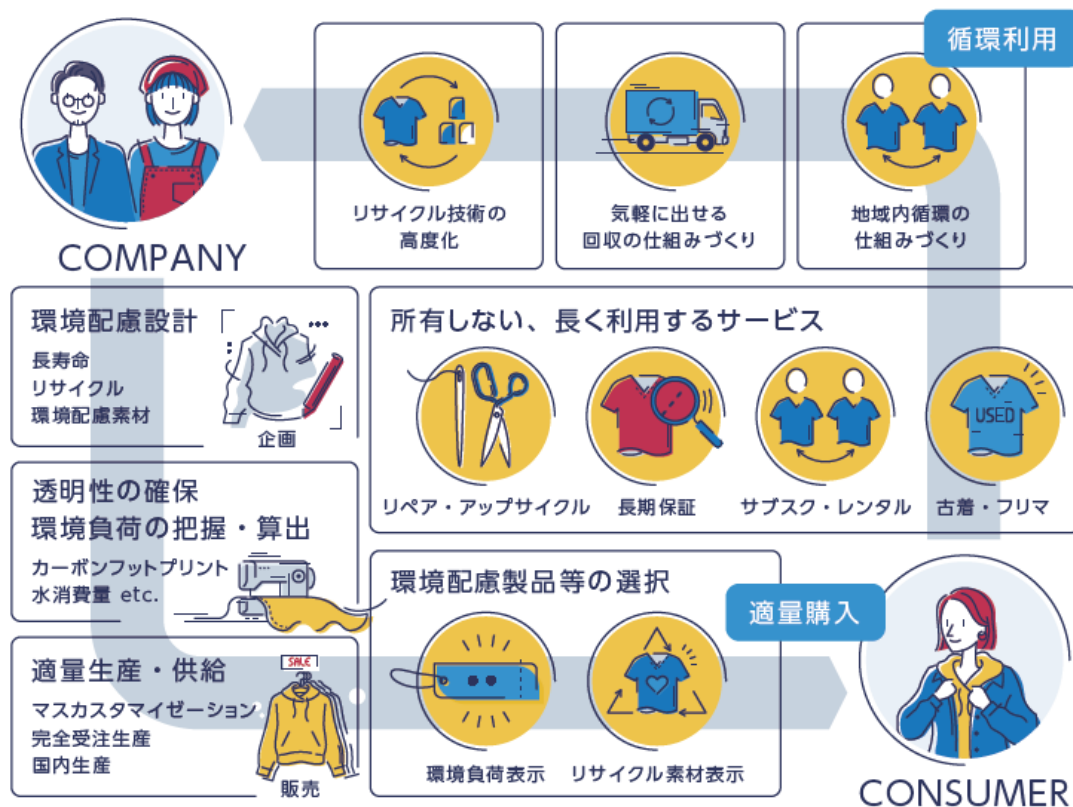 循環利用
リサイクル技術の
高度化
気軽に出せる
回収の仕組みづくり
地域内循環の
仕組みづくり
COMPANY
環境配慮設計
長寿命
リサイクル
環境配慮素材
企画
所有しない、長く利用するサービス
USED
リペア・アップサイクル
長期保証
サブスク・レンタル
古着・フリマ
透明性の確保
環境負荷の把握・算出
カーボンフットプリント
水消費量 etc.
環境配慮製品等の選択
適量購入
環境負荷表示
リサイクル素材表示
適量生産・供給
SALE
マスカスタマイゼーション
完全受注生産
国内生産
販売
CONSUMER